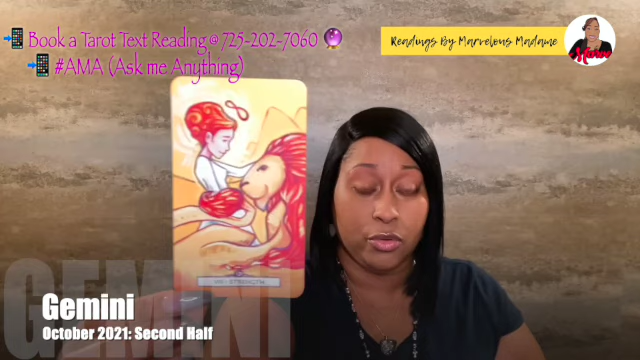 📲 Book a Tarot Text Reading @ 725-202-7060 🔮
📲 #AMA (Ask me Anything)
Readings By Marvelous Madame
GEMINI
Gemini
October 2021: Second Half